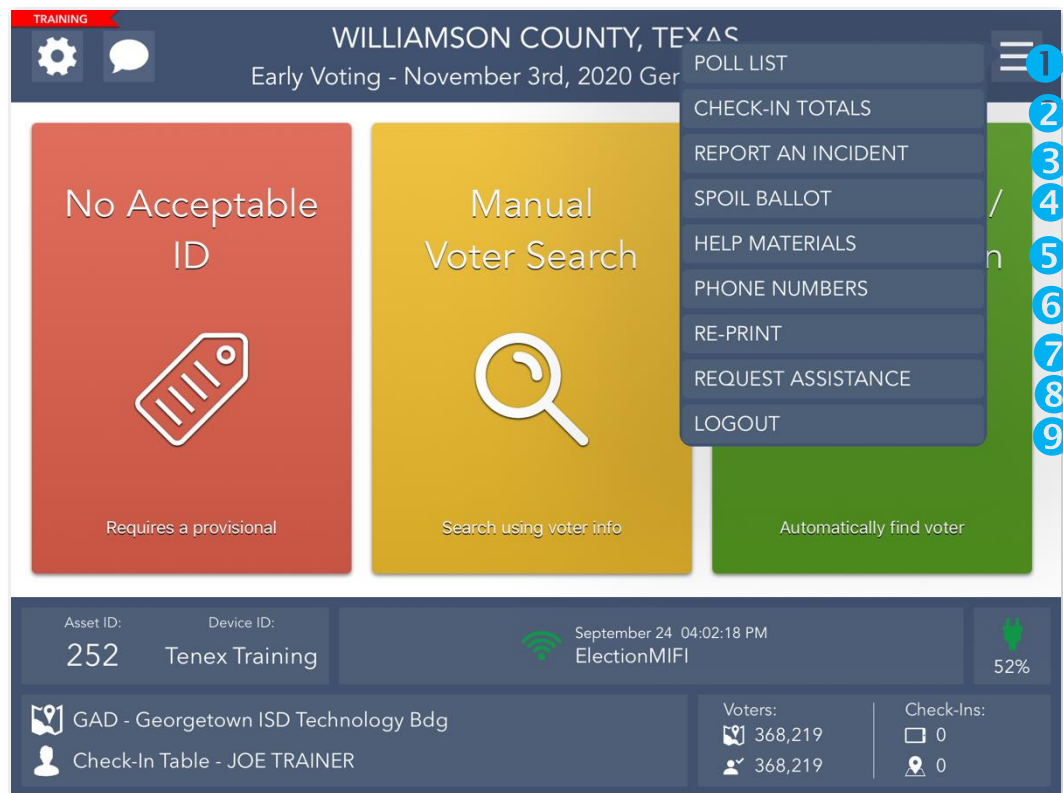 TRAINING
WILLIAMSON COUNTY, TEXAS
Early Voting - November 3rd, 2020 Ger
POLL LIST
CHECK-IN TOTALS
REPORT AN INCIDENT
SPOIL BALLOT
HELP MATERIALS
PHONE NUMBERS
RE-PRINT
REQUEST ASSISTANCE
LOGOUT
1
2
3
4
5
6
7
8
9
No Acceptable
ID
Requires a provisional
Manual
Voter Search
Search using voter info
/
n
Automatically find voter
Asset ID:
252
Device ID:
Tenex Training
September 24 04:02:18 PM
ElectionMIFI
52%
GAD - Georgetown ISD Technology Bdg
Check-In Table - JOE TRAINER
Voters:
368,219
368,219
Check-Ins:
0
0